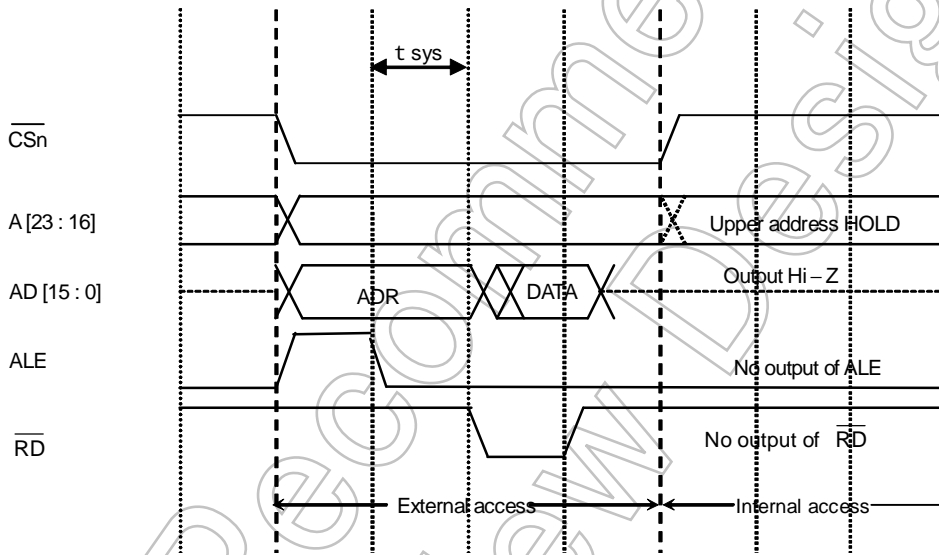 t sys
CSn
A [23 : 16]
Upper address HOLD
AD [15 : 0]
ADR
DATA
Output Hi – Z
ALE
No output of ALE
RD
No output of RD
External access
Internal access